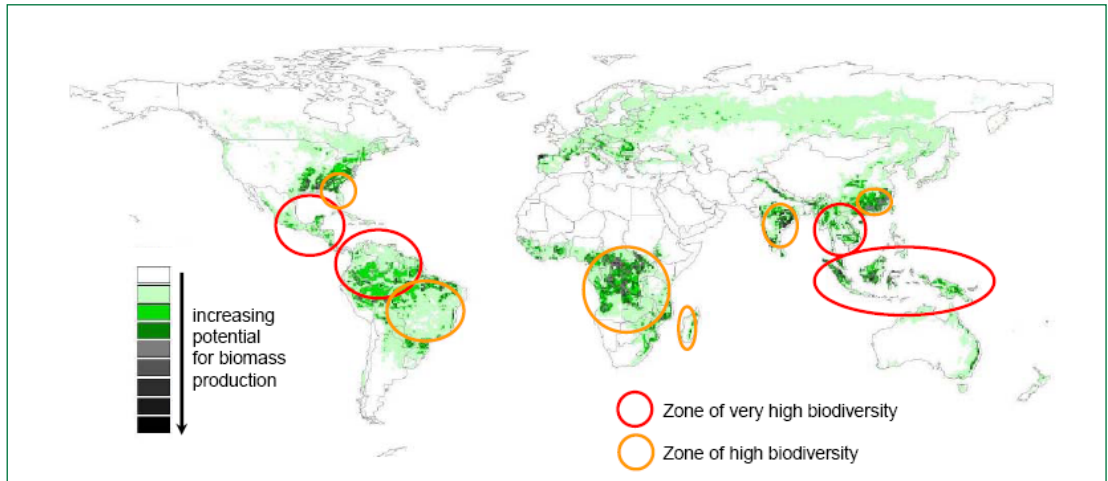 increasing
potential
for biomass
production
Zone of very high biodiversity
Zone of high biodiversity